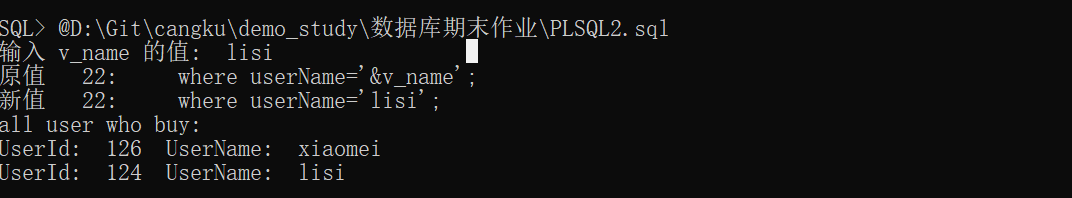 SQL> @D:\Git\cangku\demo_study\数据库期末作业\PLSQL2.sql
输入 v_name 的值:  lisi
原值   22:     where userName='&v_name';
新值   22:     where userName='lisi';
all user who buy:
UserId:  126  UserName:  xiaomei
UserId:  124  UserName:  lisi